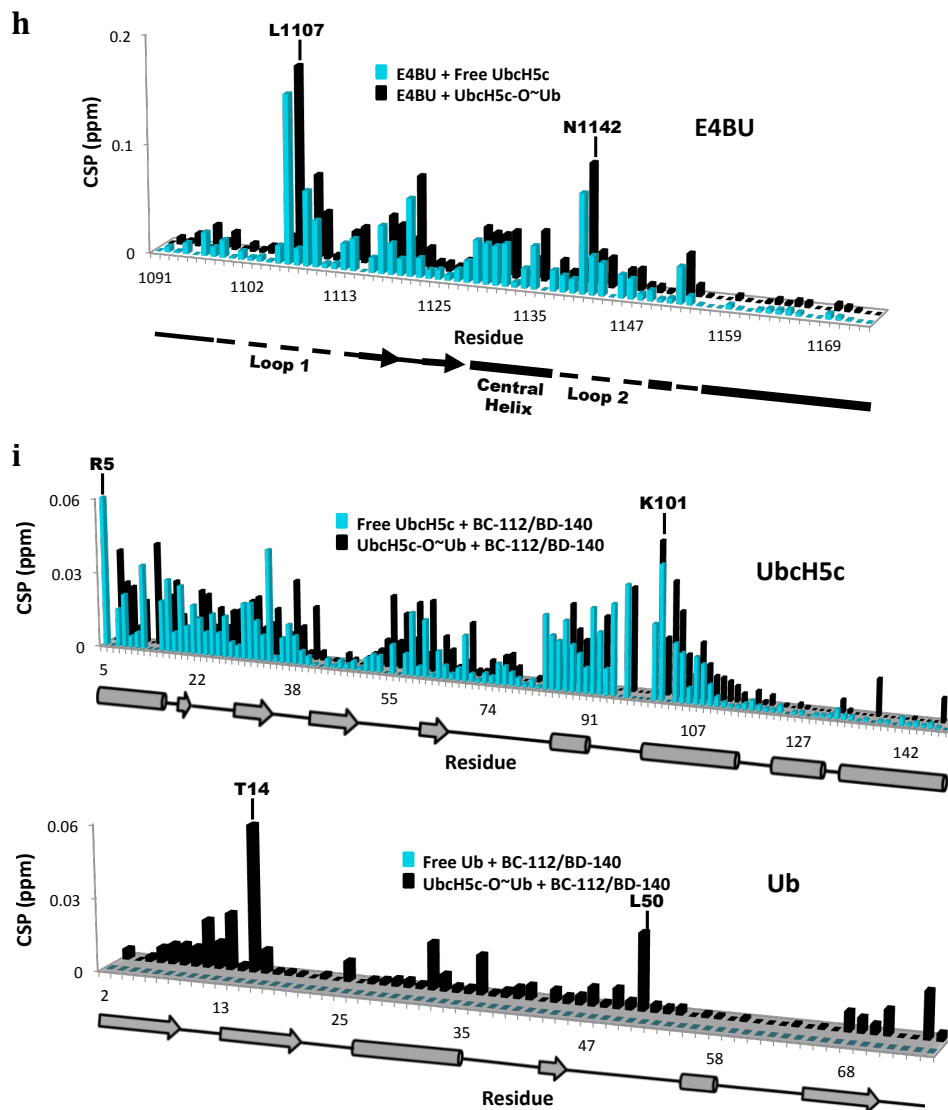 h
0.2
0.1
0
CSP (ppm)
L1107
E4BU + Free UbcH5c
E4BU + UbcH5c-O~Ub
N1142
E4BU
1091
1102
1113
1125
1135
1147
1159
1169
Residue
Loop 1
Central
Helix
Loop 2
i
R5
0.06
0.03
0
CSP (ppm)
Free UbcH5c + BC-112/BD-140
UbcH5c-O~Ub + BC-112/BD-140
K101
UbcH5c
5
22
38
55
74
91
107
127
142
Residue
T14
0.06
0.03
0
CSP (ppm)
Free Ub + BC-112/BD-140
UbcH5c-O~Ub + BC-112/BD-140
L50
Ub
2
13
25
35
47
58
68
Residue